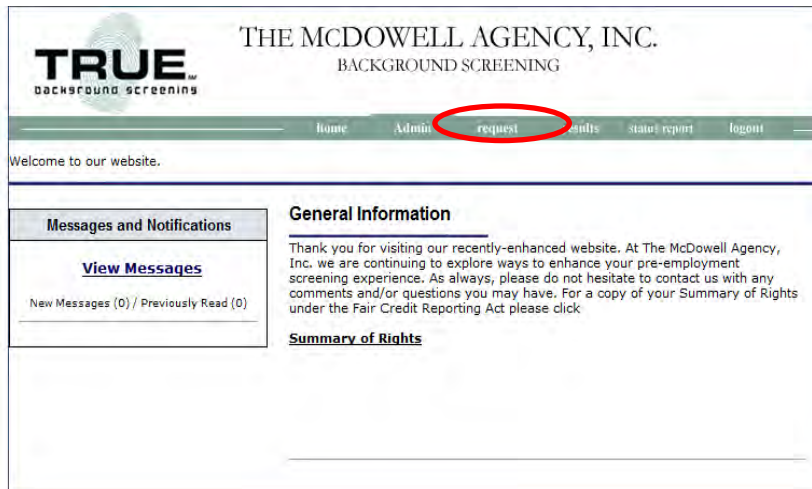 TRUE SM
background screening
THE MCDOWELL AGENCY, INC.
BACKGROUND SCREENING
home Admin request results status report logout
Welcome to our website.
Messages and Notifications
View Messages
New Messages (0) / Previously Read (0)
General Information
Thank you for visiting our recently-enhanced website. At The McDowell Agency,
Inc. we are continuing to explore ways to enhance your pre-employment
screening experience. As always, please do not hesitate to contact us with any
comments and/or questions you may have. For a copy of your Summary of Rights
under the Fair Credit Reporting Act please click
Summary of Rights